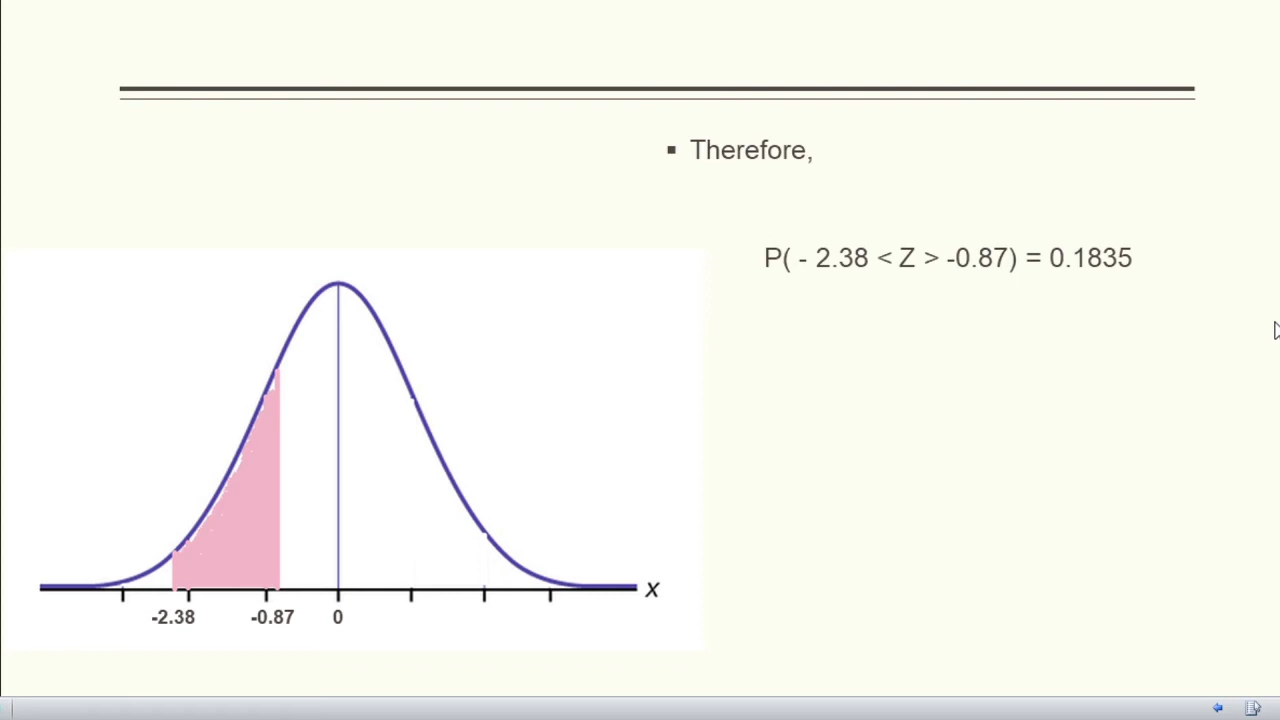 ▪ Therefore,
P( - 2.38 < Z > -0.87) = 0.1835
x
-2.38 -0.87 0